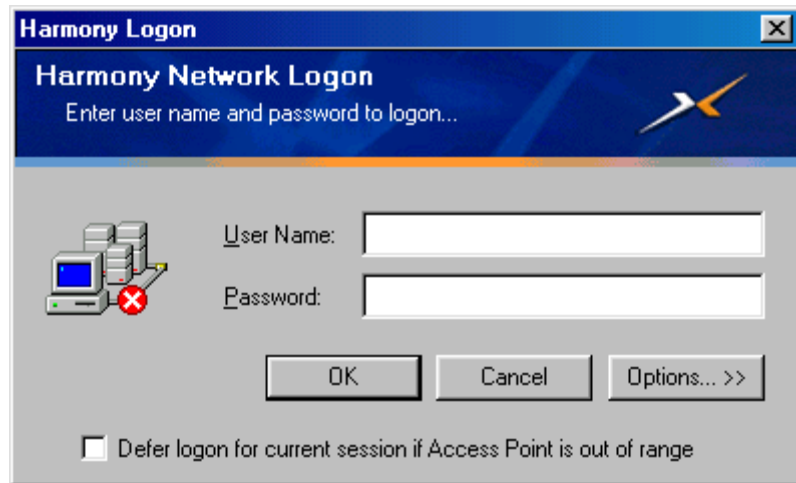 Harmony Logon
Harmony Network Logon
Enter user name and password to logon...
User Name:
Password:
OK Cancel Options... >>
Defer logon for current session if Access Point is out of range